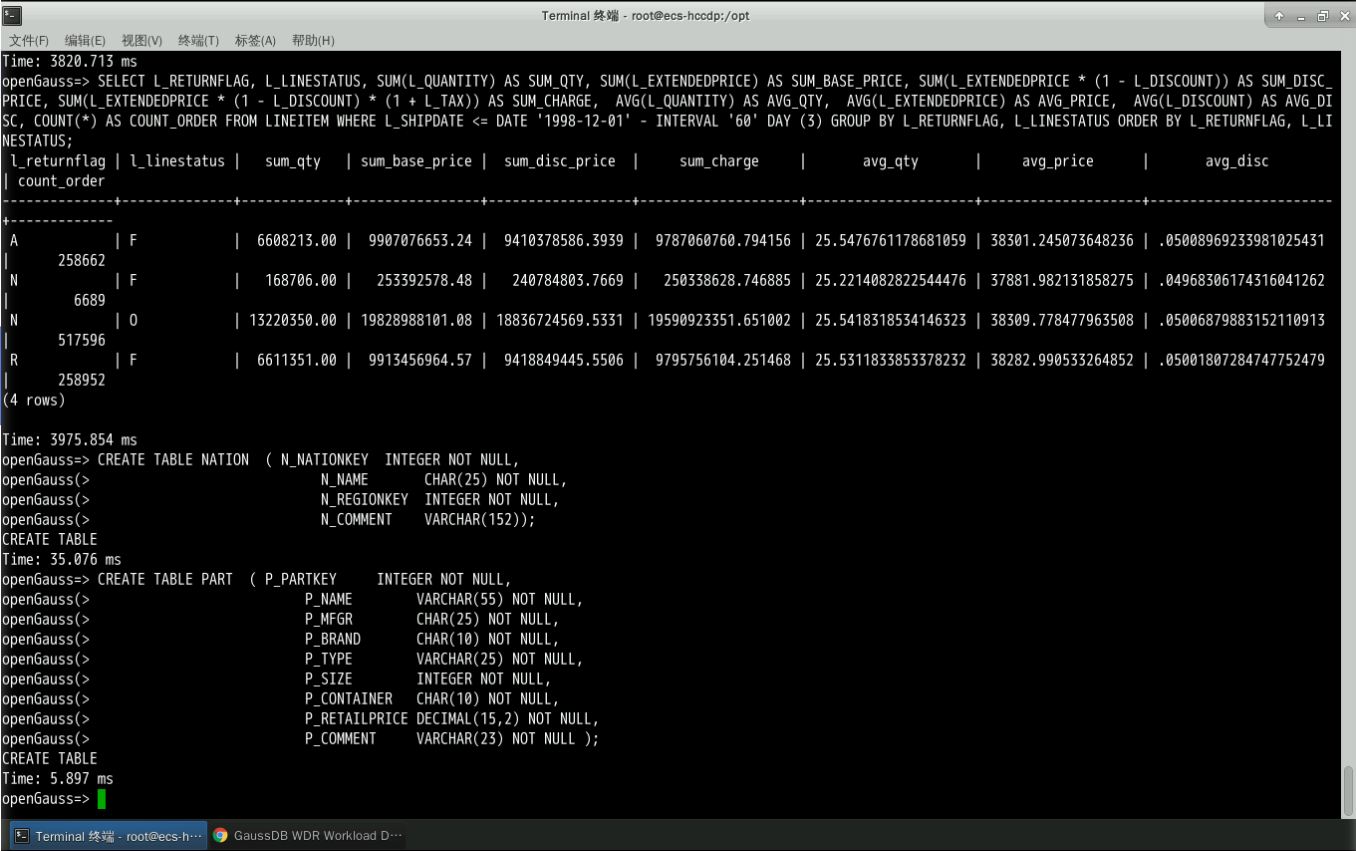 Terminal 终端 - root@ecs-hccdp:/opt
文件(F) 编辑(E) 视图(V) 终端(T) 标签(A) 帮助(H)
Time: 3820.713 ms
openGauss=> SELECT L_RETURNFLAG, L_LINESTATUS, SUM(L_QUANTITY) AS SUM_QTY, SUM(L_EXTENDEDPRICE) AS SUM_BASE_PRICE, SUM(L_EXTENDEDPRICE * (1 - L_DISCOUNT)) AS SUM_DISC_
PRICE, SUM(L_EXTENDEDPRICE * (1 - L_DISCOUNT) * (1 + L_TAX)) AS SUM_CHARGE,  AVG(L_QUANTITY) AS AVG_QTY,  AVG(L_EXTENDEDPRICE) AS AVG_PRICE,  AVG(L_DISCOUNT) AS AVG_DI
SC, COUNT(*) AS COUNT_ORDER FROM LINEITEM WHERE L_SHIPDATE <= DATE '1998-12-01' - INTERVAL '60' DAY (3) GROUP BY L_RETURNFLAG, L_LINESTATUS ORDER BY L_RETURNFLAG, L_LI
NESTATUS;
 l_returnflag | l_linestatus |   sum_qty   | sum_base_price |  sum_disc_price  |     sum_charge     |       avg_qty       |     avg_price      |       avg_disc
| count_order
--------------+--------------+-------------+----------------+------------------+--------------------+---------------------+--------------------+-----------------------
+-------------
 A            | F            |  6608213.00 |  9907076653.24 |  9410378586.3939 |  9787060760.794156 | 25.5476761178681059 | 38301.245073648236 | .05008969233981025431
|      258662
 N            | F            |   168706.00 |   253392578.48 |   240784803.7669 |   250338628.746885 | 25.2214082822544476 | 37881.982131858275 | .04968306174316041262
|        6689
 N            | O            | 13220350.00 | 19828988101.08 | 18836724569.5331 | 19590923351.651002 | 25.5418318534146323 | 38309.778477963508 | .05006879883152110913
|      517596
 R            | F            |  6611351.00 |  9913456964.57 |  9418849445.5506 |  9795756104.251468 | 25.5311833853378232 | 38282.990533264852 | .05001807284747752479
|      258952
(4 rows)
Time: 3975.854 ms
openGauss=> CREATE TABLE NATION  ( N_NATIONKEY  INTEGER NOT NULL,
openGauss(>                             N_NAME       CHAR(25) NOT NULL,
openGauss(>                             N_REGIONKEY  INTEGER NOT NULL,
openGauss(>                             N_COMMENT    VARCHAR(152));
CREATE TABLE
Time: 35.076 ms
openGauss=> CREATE TABLE PART  ( P_PARTKEY     INTEGER NOT NULL,
openGauss(>                           P_NAME        VARCHAR(55) NOT NULL,
openGauss(>                           P_MFGR        CHAR(25) NOT NULL,
openGauss(>                           P_BRAND       CHAR(10) NOT NULL,
openGauss(>                           P_TYPE        VARCHAR(25) NOT NULL,
openGauss(>                           P_SIZE        INTEGER NOT NULL,
openGauss(>                           P_CONTAINER   CHAR(10) NOT NULL,
openGauss(>                           P_RETAILPRICE DECIMAL(15,2) NOT NULL,
openGauss(>                           P_COMMENT     VARCHAR(23) NOT NULL );
CREATE TABLE
Time: 5.897 ms
openGauss=>
Terminal 终端 - root@ecs-h··· GaussDB WDR Workload D···